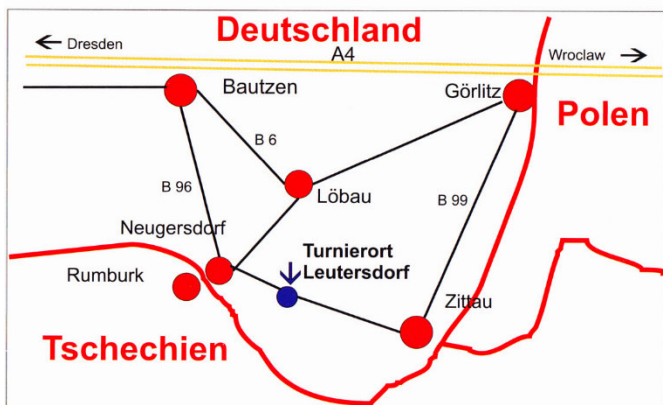 Deutschland
Dresden
A4
Wroclaw
Bautzen
Görlitz
Polen
B 6
B 96
Löbau
B 99
Neugersdorf
Turnierort
Leutersdorf
Rumburk
Zittau
Tschechien